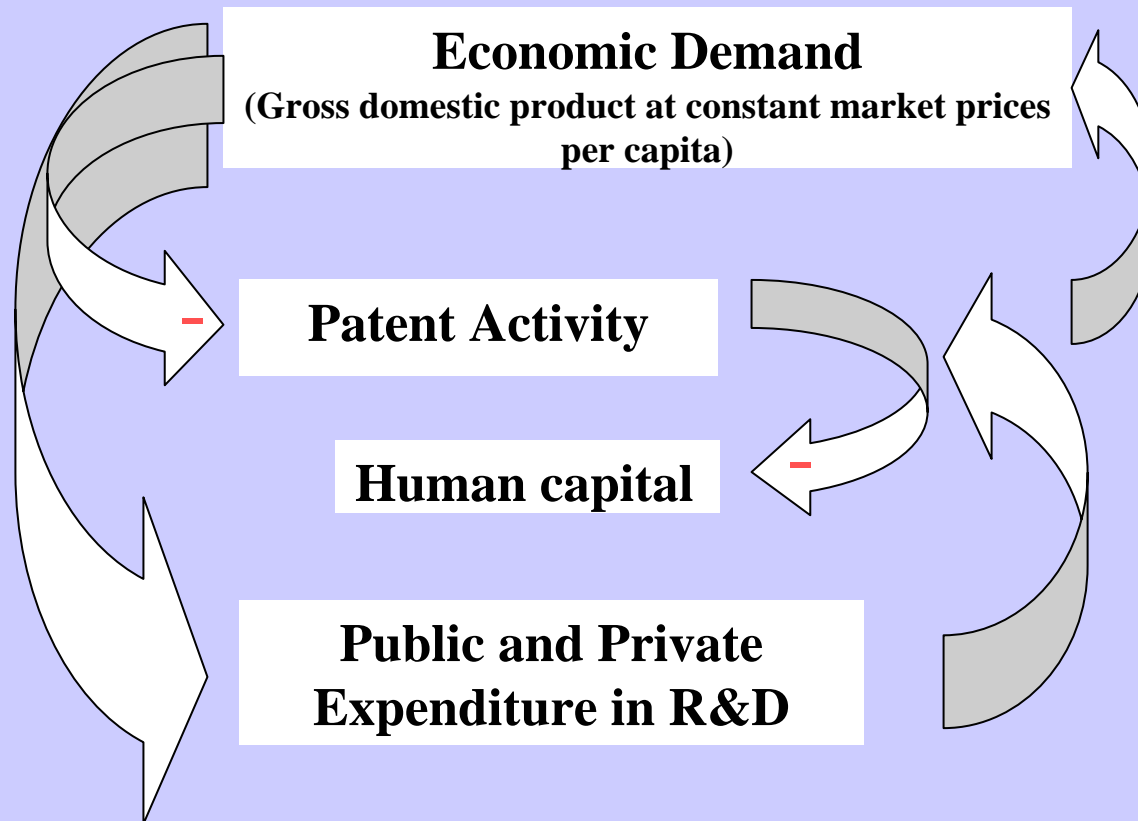 Economic Demand
(Gross domestic product at constant market prices
per capita)
Patent Activity
Human capital
Public and Private
Expenditure in R&D